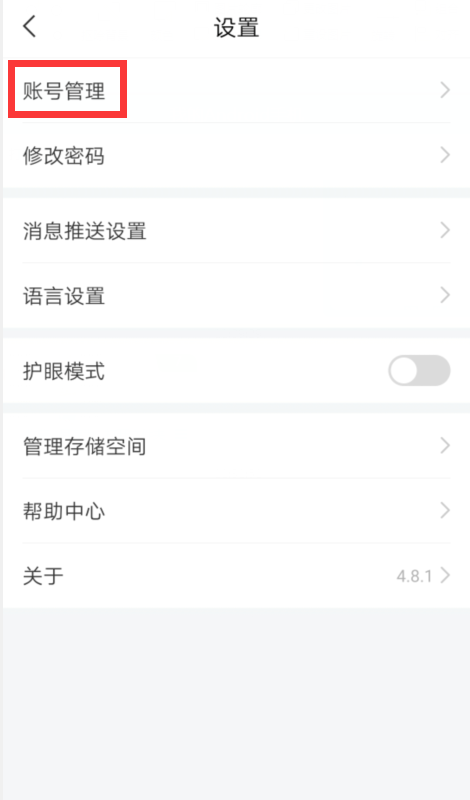 设置
账号管理
修改密码
消息推送设置
语言设置
护眼模式
管理存储空间
帮助中心
关于 4.8.1